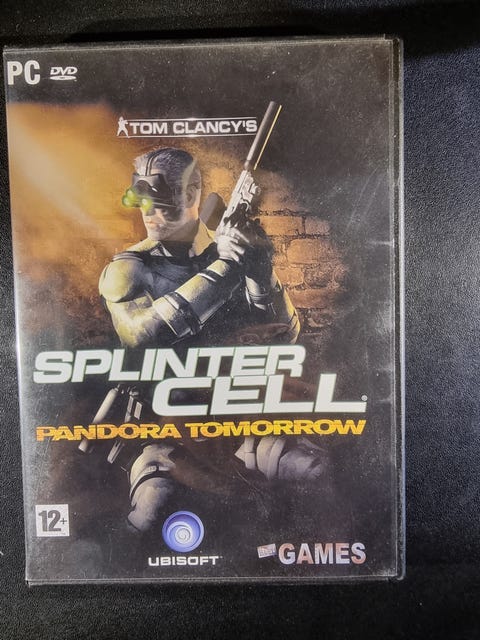 PC DVD
TOM CLANCY'S
SPLINTER
CELL.
PANDORA TOMORROW
12+
UBISOFT
GAMES